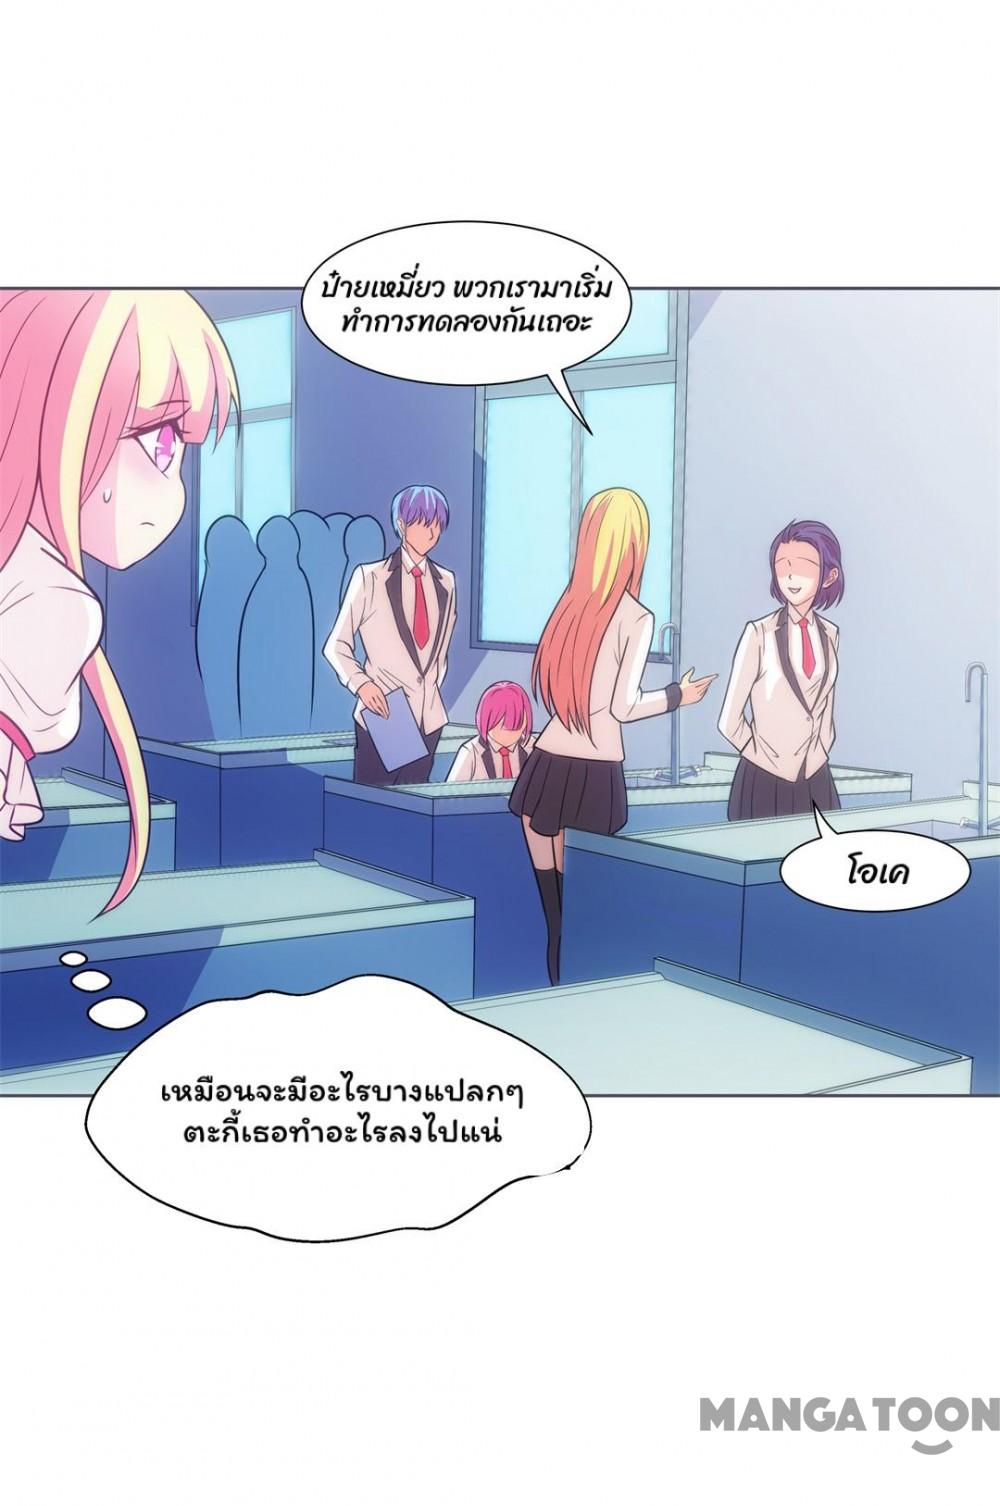 ป๋ายเหมี่ยว พวกเรามาเริ่ม
ทำการทดลองกันเถอะ
โอเค
เหมือนจะมีอะไรบางแปลกๆ
ตะกี้เธอทำอะไรลงไปแน่
MANGATOON